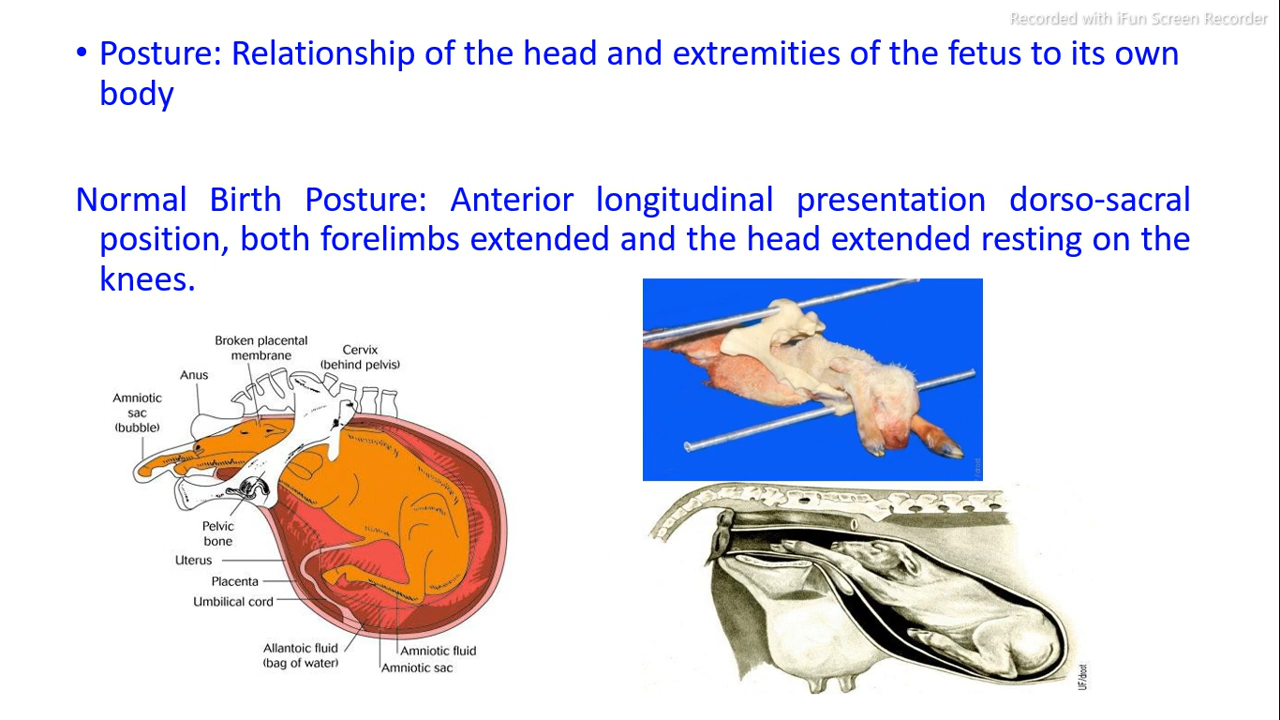 Recorded with iFun Screen Recorder
• Posture: Relationship of the head and extremities of the fetus to its own
body
Normal Birth Posture: Anterior longitudinal presentation dorso-sacral
position, both forelimbs extended and the head extended resting on the
knees.
Broken placental
membrane
Cervix
(behind pelvis)
Anus
Amniotic
sac
(bubble)
Pelvic
bone
Uterus
Placenta
Umbilical cord
Allantoic fluid
(bag of water)
Amniotic fluid
Amniotic sac
UF/drost